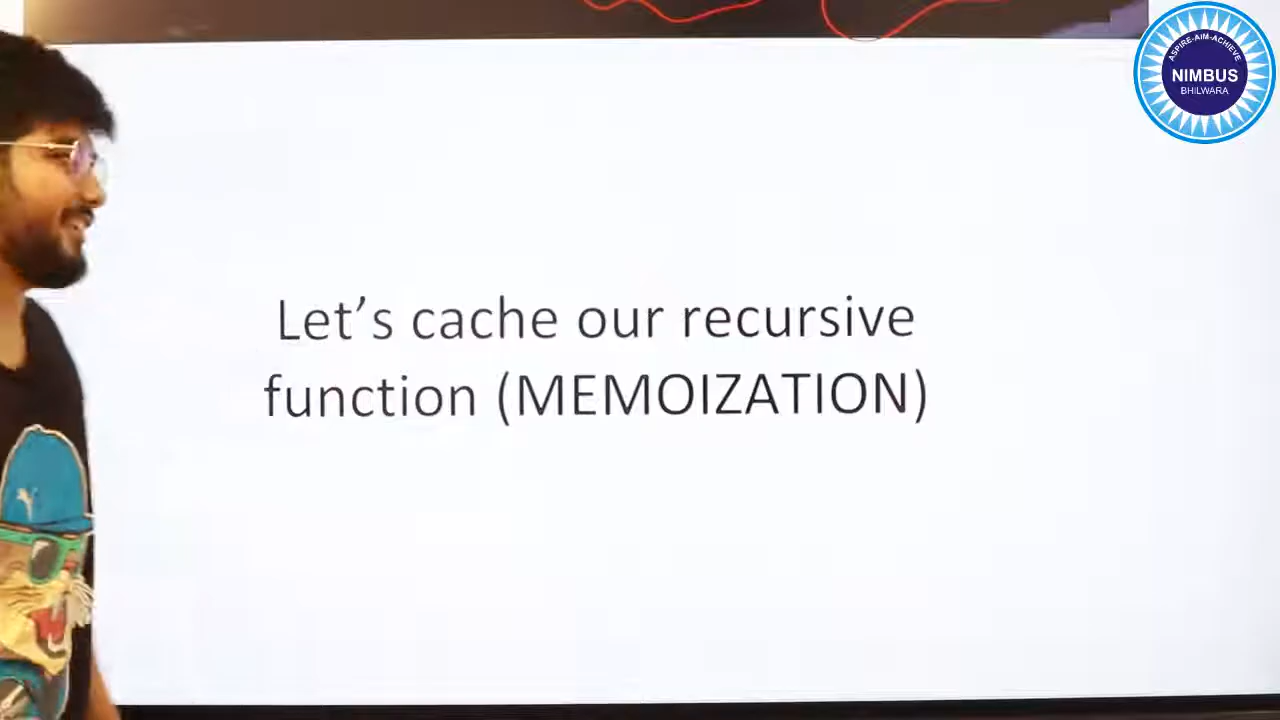 ASPIRE-AIM-ACHIEVE
NIMBUS
BHILWARA
Let's cache our recursive
function (MEMOIZATION)